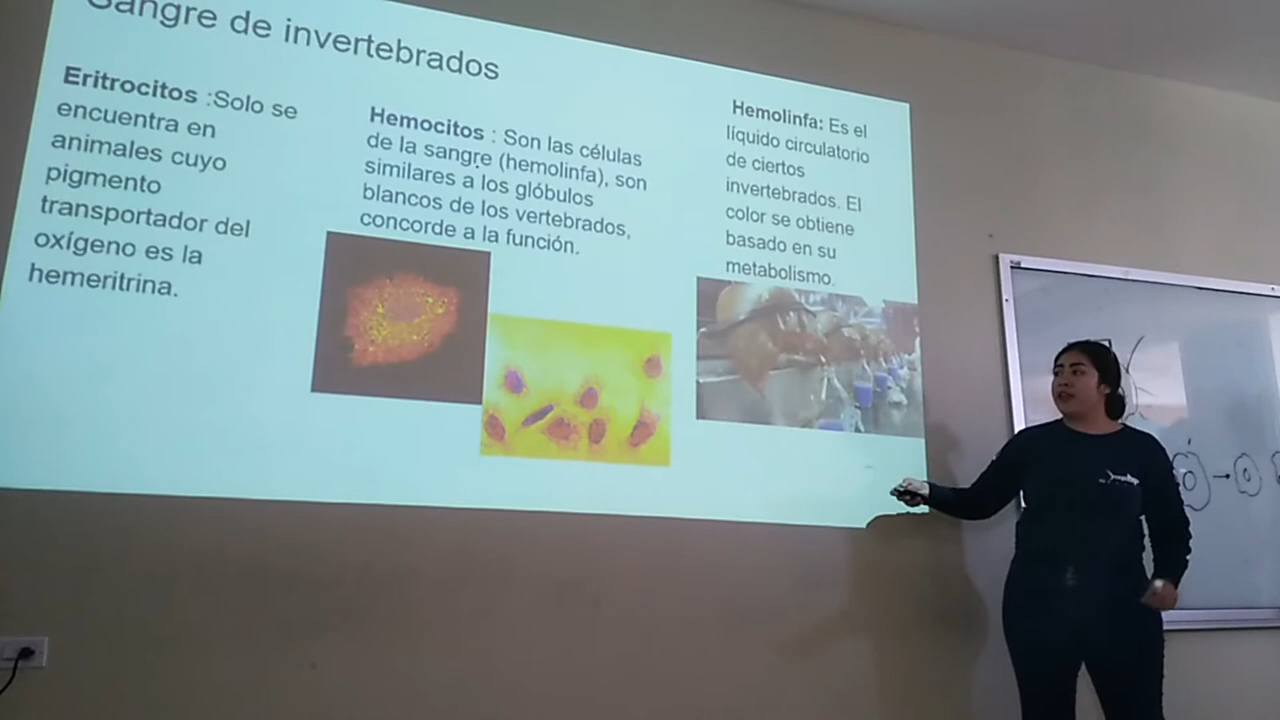 Sangre de invertebrados
Eritrocitos :Solo se
encuentra en
animales cuyo
pigmento
transportador del
oxígeno es la
hemeritrina.
Hemocitos : Son las células
de la sangre (hemolinfa), son
similares a los glóbulos
blancos de los vertebrados,
concorde a la función.
Hemolinfa: Es el
líquido circulatorio
de ciertos
invertebrados. El
color se obtiene
basado en su
metabolismo.